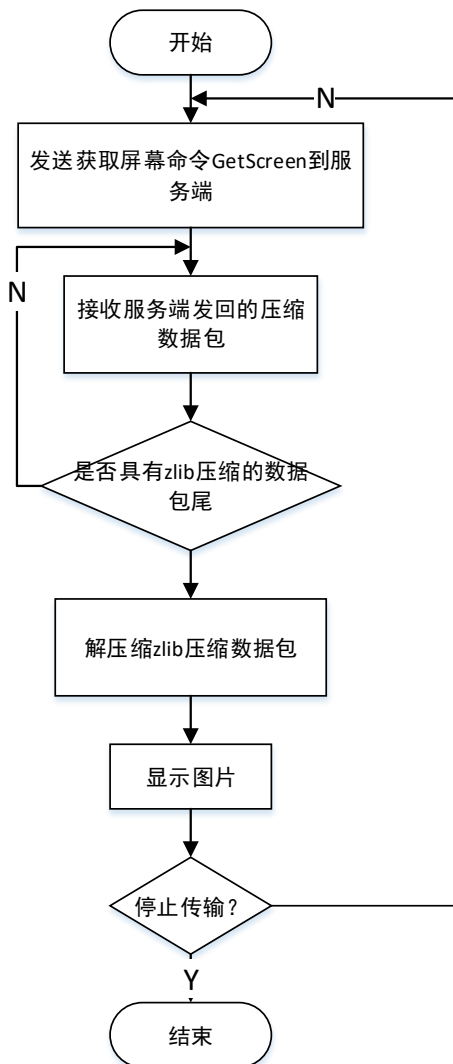 开始
N
发送获取屏幕命令GetScreen到服
务端
N
接收服务端发回的压缩
数据包
是否具有zlib压缩的数据
包尾
解压缩zlib压缩数据包
显示图片
停止传输?
Y
结束